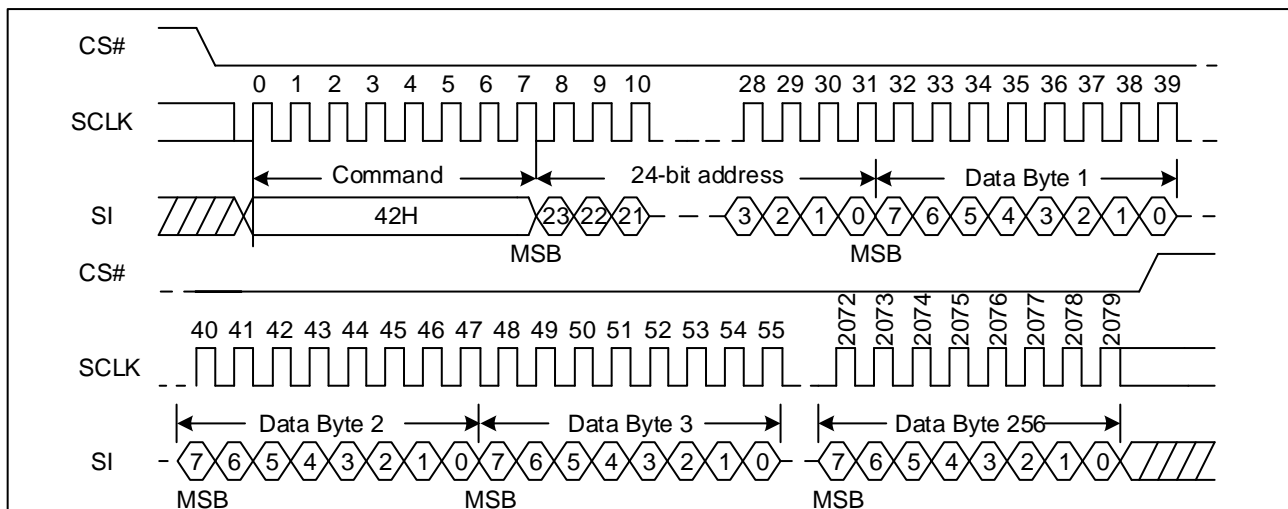 CS#
0 1 2 3 4 5 6 7 8 9 10 28 29 30 31 32 33 34 35 36 37 38 39
SCLK
Command 24-bit address Data Byte 1
SI 42H 23 22 21 3 2 1 0 7 6 5 4 3 2 1 0
MSB MSB
CS#
40 41 42 43 44 45 46 47 48 49 50 51 52 53 54 55 2072 2073 2074 2075 2076 2077 2078 2079
SCLK
Data Byte 2 Data Byte 3 Data Byte 256
SI 7 6 5 4 3 2 1 0 7 6 5 4 3 2 1 0 7 6 5 4 3 2 1 0
MSB MSB MSB